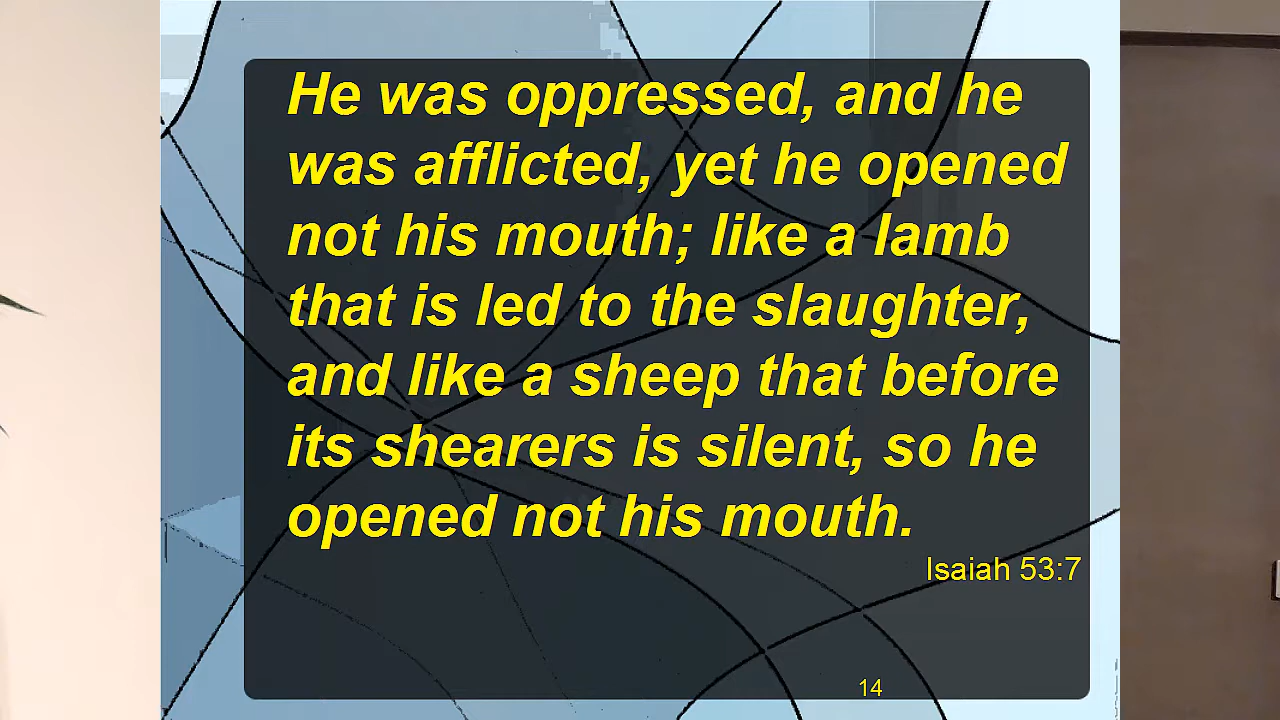 He was oppressed, and he
was afflicted, yet he opened
not his mouth; like a lamb
that is led to the slaughter,
and like a sheep that before
its shearers is silent, so he
opened not his mouth.
Isaiah 53:7
14